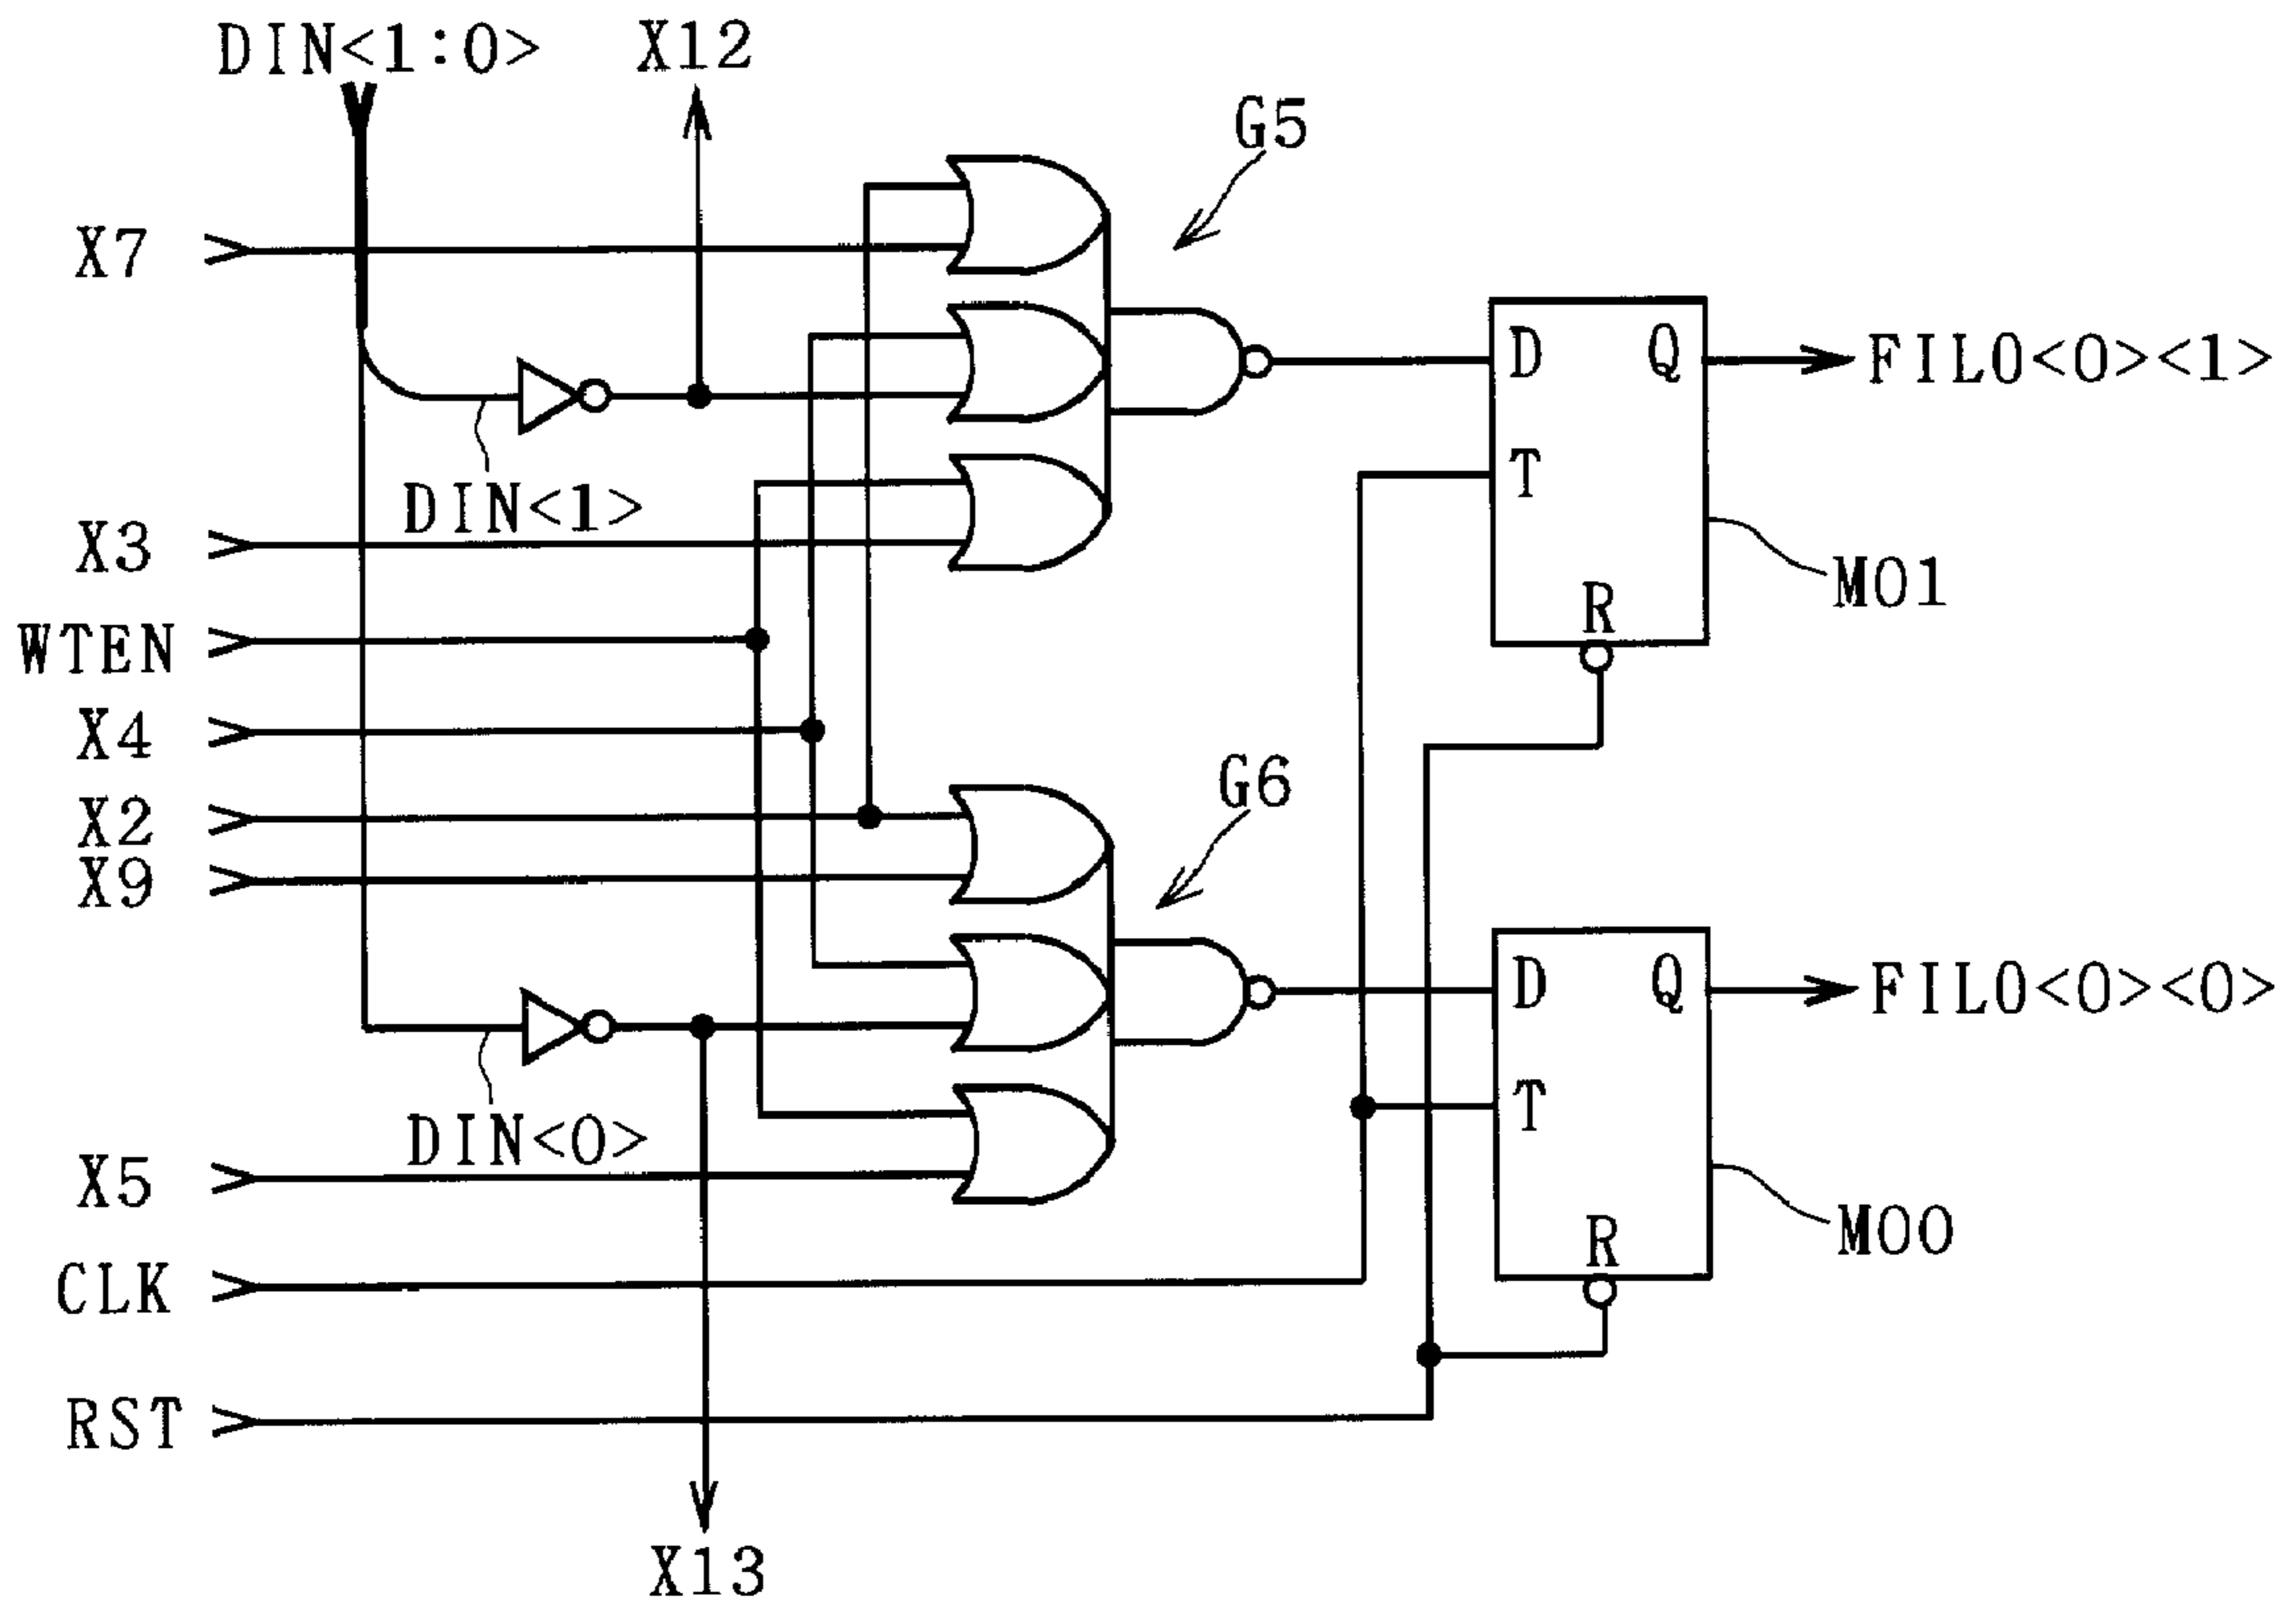 DIN<1:0>
X12
G5
X7
D
Q
FILO<0><1>
T
DIN<1>
X3
M01
R
WTEN
X4
G6
X2
X9
D
Q
FILO<0><0>
T
DIN<0>
X5
M00
R
CLK
RST
X13